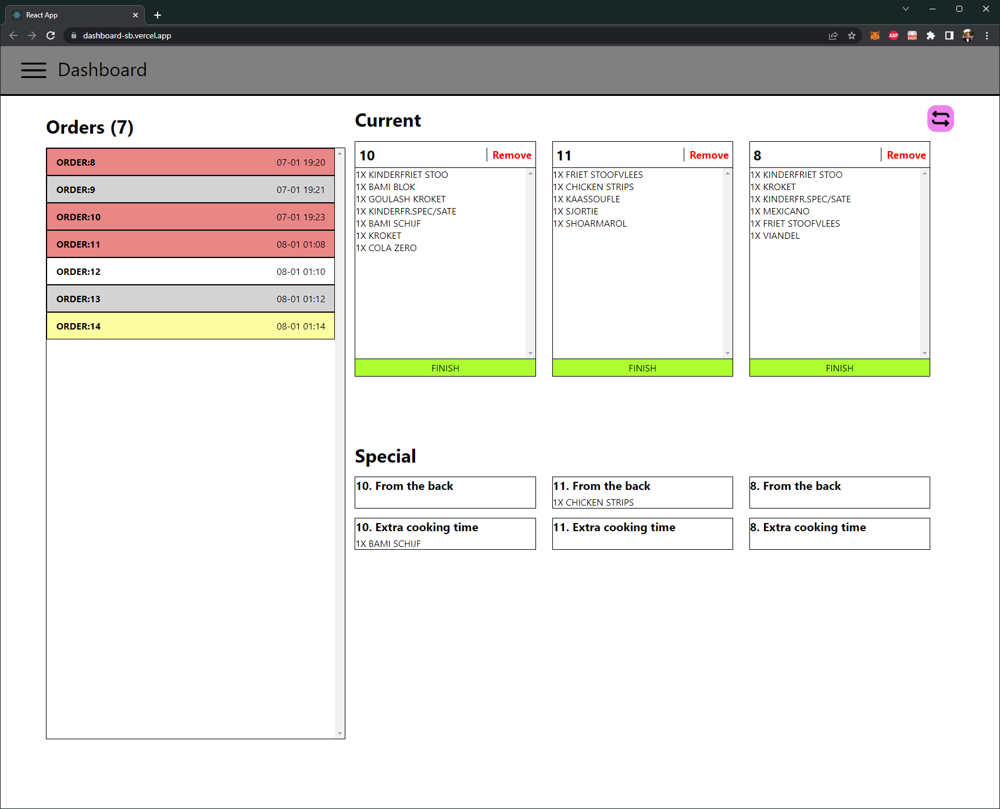 React App
dashboard-sb.vercel.app
ABP
LOGIN
Dashboard
Orders (7)
ORDER:8 07-01 19:20
ORDER:9 07-01 19:21
ORDER:10 07-01 19:23
ORDER:11 08-01 01:08
ORDER:12 08-01 01:10
ORDER:13 08-01 01:12
ORDER:14 08-01 01:14
Current
10 Remove
1X KINDERFRIET STOO
1X BAMI BLOK
1X GOULASH KROKET
1X KINDERFR.SPEC/SATE
1X BAMI SCHIJF
1X KROKET
1X COLA ZERO
FINISH
11 Remove
1X FRIET STOOFVLEES
1X CHICKEN STRIPS
1X KAASSOUFLE
1X SJORTIE
1X SHOARMAROL
FINISH
8 Remove
1X KINDERFRIET STOO
1X KROKET
1X KINDERFR.SPEC/SATE
1X MEXICANO
1X FRIET STOOFVLEES
1X VIANDEL
FINISH
Special
10. From the back
11. From the back
1X CHICKEN STRIPS
8. From the back
10. Extra cooking time
1X BAMI SCHIJF
11. Extra cooking time
8. Extra cooking time